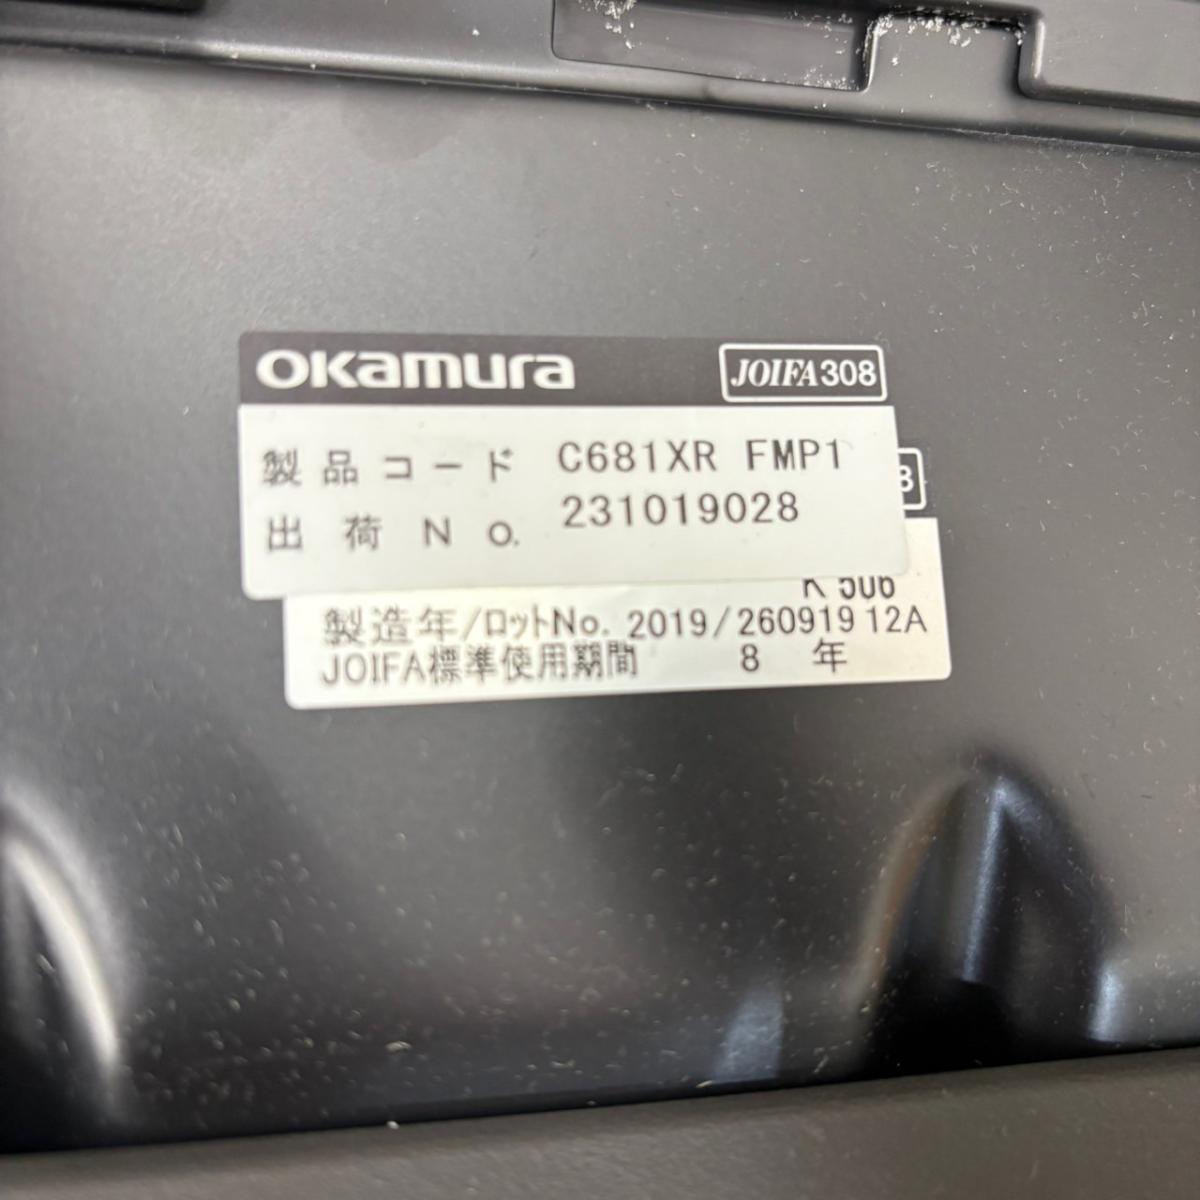 okamura JOIFA308
製品コード C681XR FMP1
出荷No. 231019028
506
製造年/ロットNo. 2019/260919 12A
JOIFA標準使用期間 8年